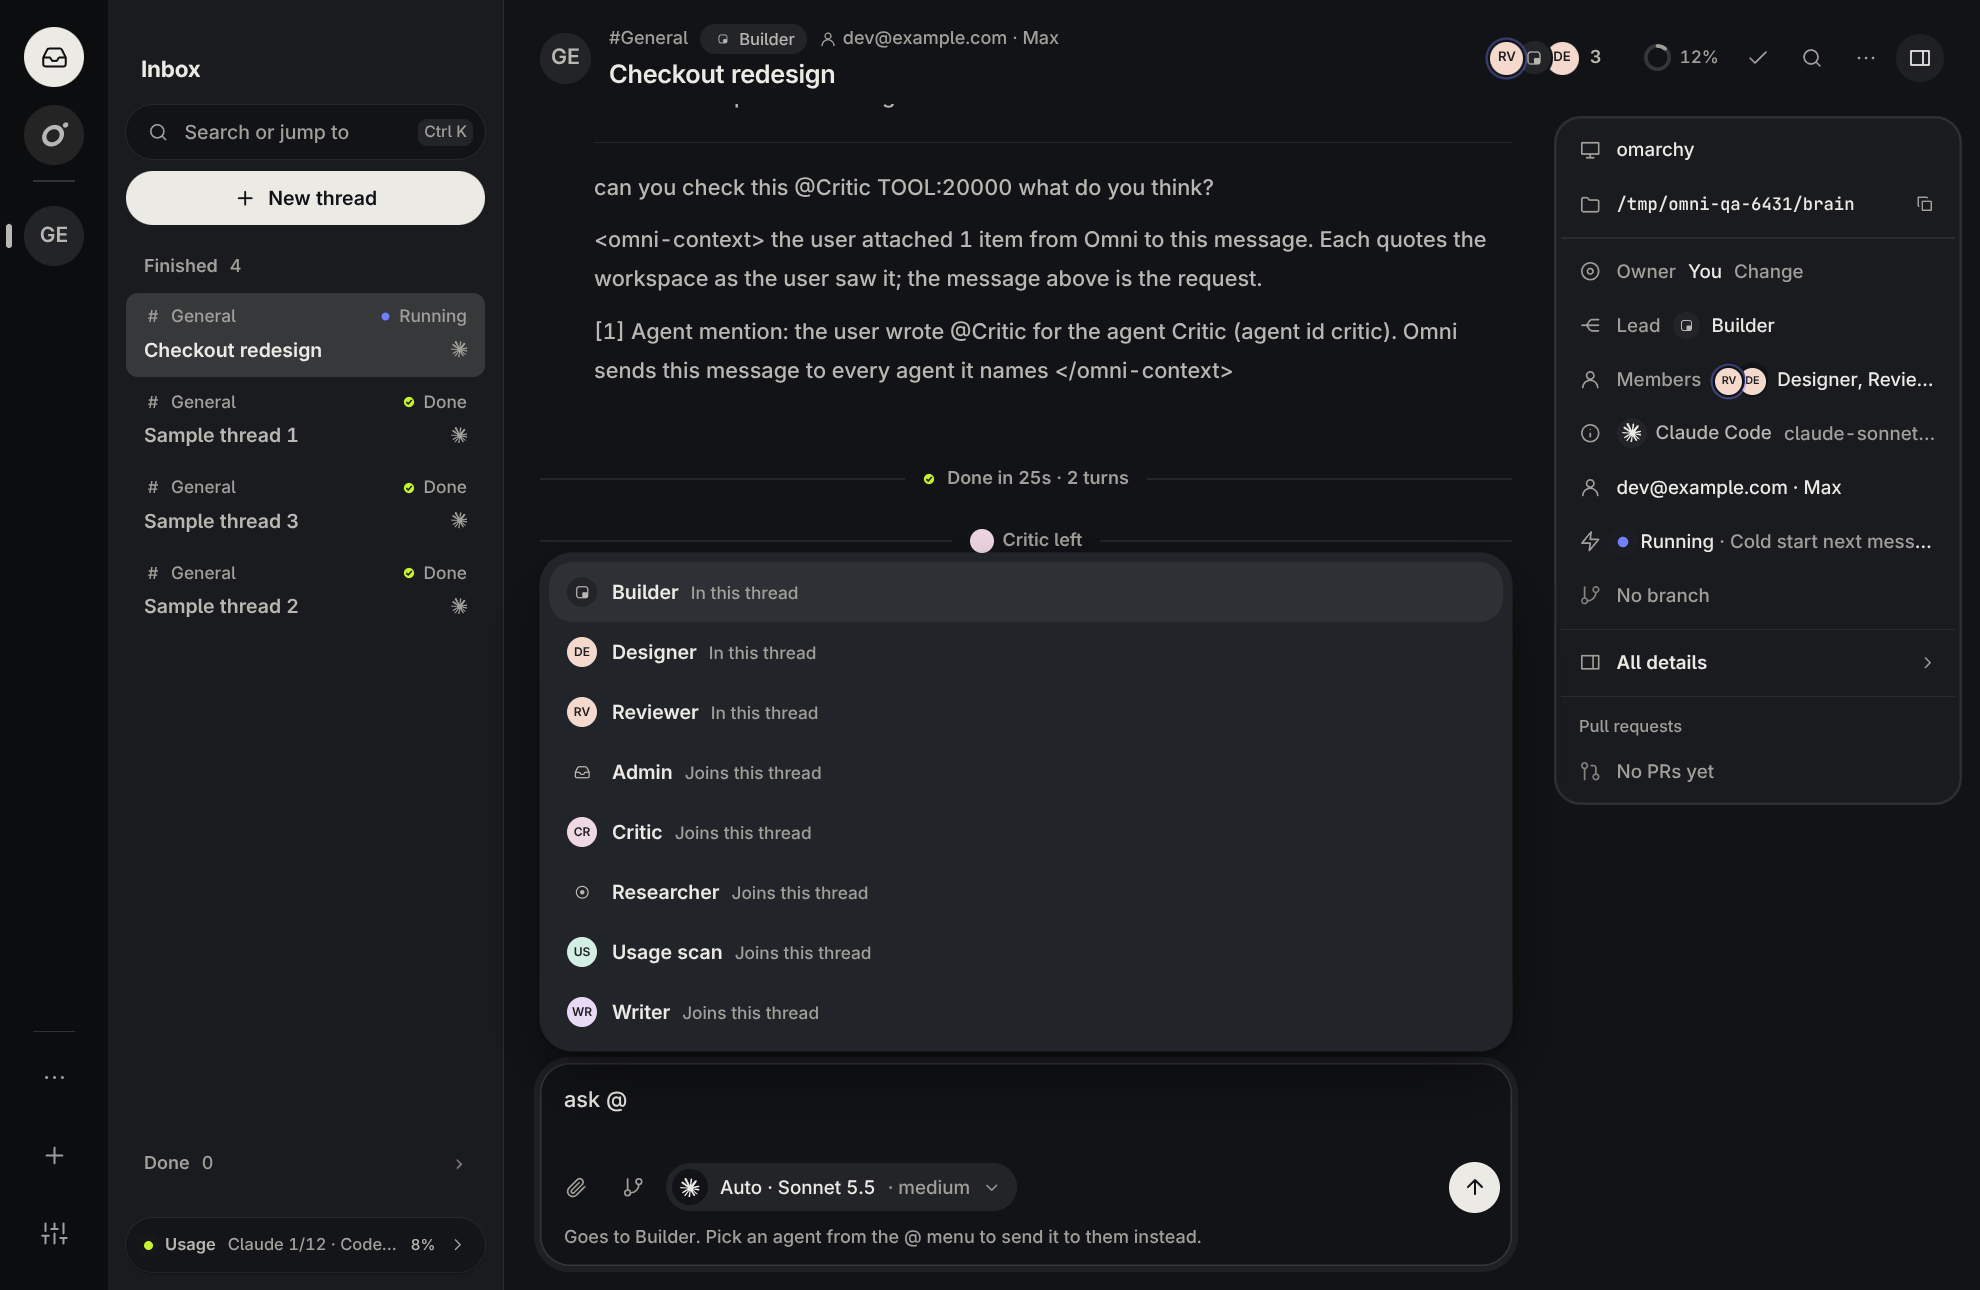 Inbox
Search or jump to
Ctrl K
+ New thread
GE
Finished 4
# General
Running
Checkout redesign
# General
Done
Sample thread 1
# General
Done
Sample thread 3
# General
Done
Sample thread 2
Done 0
Usage Claude 1/12 · Code... 8%
GE
#General
Builder
dev@example.com · Max
Checkout redesign
RV
DE
3
12%
can you check this @Critic TOOL:20000 what do you think?
<omni-context> the user attached 1 item from Omni to this message. Each quotes the
workspace as the user saw it; the message above is the request.
[1] Agent mention: the user wrote @Critic for the agent Critic (agent id critic). Omni
sends this message to every agent it names </omni-context>
Done in 25s · 2 turns
Critic left
Builder In this thread
DE Designer In this thread
RV Reviewer In this thread
Admin Joins this thread
CR Critic Joins this thread
Researcher Joins this thread
US Usage scan Joins this thread
WR Writer Joins this thread
ask @
Auto · Sonnet 5.5 · medium
Goes to Builder. Pick an agent from the @ menu to send it to them instead.
omarchy
/tmp/omni-qa-6431/brain
Owner You Change
Lead Builder
Members RV DE Designer, Revie...
Claude Code claude-sonnet...
dev@example.com · Max
Running · Cold start next mess...
No branch
All details
Pull requests
No PRs yet